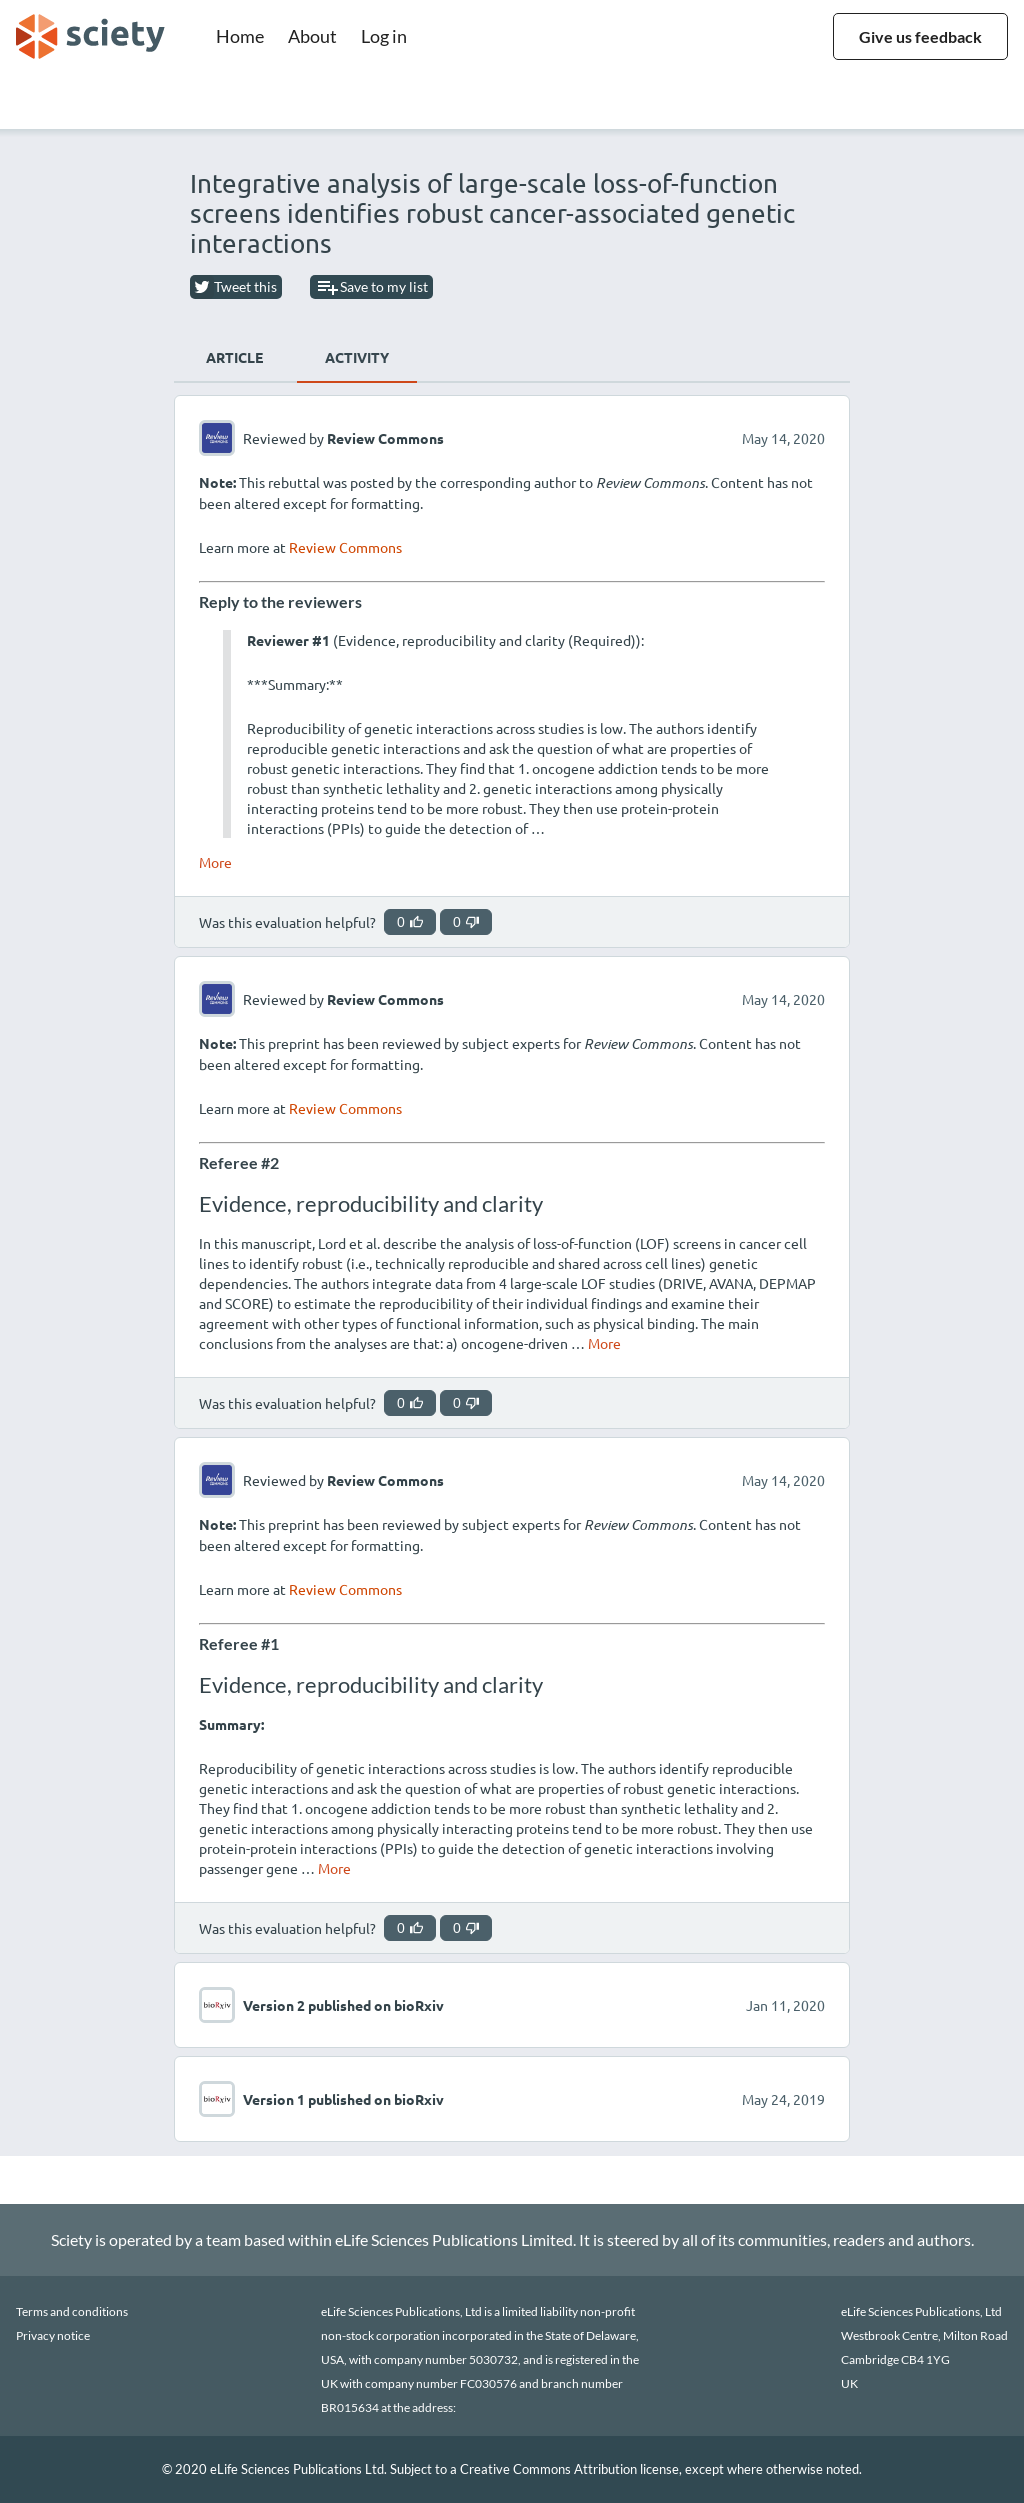 sciety
Home About Log in
Give us feedback
Integrative analysis of large-scale loss-of-function
screens identifies robust cancer-associated genetic
interactions
Tweet this
Save to my list
ARTICLE
ACTIVITY
Review
COMMONS
Reviewed by Review Commons
May 14, 2020
Note: This rebuttal was posted by the corresponding author to Review Commons. Content has not
been altered except for formatting.
Learn more at Review Commons
Reply to the reviewers
Reviewer #1 (Evidence, reproducibility and clarity (Required)):
***Summary:**
Reproducibility of genetic interactions across studies is low. The authors identify
reproducible genetic interactions and ask the question of what are properties of
robust genetic interactions. They find that 1. oncogene addiction tends to be more
robust than synthetic lethality and 2. genetic interactions among physically
interacting proteins tend to be more robust. They then use protein-protein
interactions (PPIs) to guide the detection of …
More
Was this evaluation helpful? 0 0
Review
COMMONS
Reviewed by Review Commons
May 14, 2020
Note: This preprint has been reviewed by subject experts for Review Commons. Content has not
been altered except for formatting.
Learn more at Review Commons
Referee #2
Evidence, reproducibility and clarity
In this manuscript, Lord et al. describe the analysis of loss-of-function (LOF) screens in cancer cell
lines to identify robust (i.e., technically reproducible and shared across cell lines) genetic
dependencies. The authors integrate data from 4 large-scale LOF studies (DRIVE, AVANA, DEPMAP
and SCORE) to estimate the reproducibility of their individual findings and examine their
agreement with other types of functional information, such as physical binding. The main
conclusions from the analyses are that: a) oncogene-driven … More
Was this evaluation helpful? 0 0
Review
COMMONS
Reviewed by Review Commons
May 14, 2020
Note: This preprint has been reviewed by subject experts for Review Commons. Content has not
been altered except for formatting.
Learn more at Review Commons
Referee #1
Evidence, reproducibility and clarity
Summary:
Reproducibility of genetic interactions across studies is low. The authors identify reproducible
genetic interactions and ask the question of what are properties of robust genetic interactions.
They find that 1. oncogene addiction tends to be more robust than synthetic lethality and 2.
genetic interactions among physically interacting proteins tend to be more robust. They then use
protein-protein interactions (PPIs) to guide the detection of genetic interactions involving
passenger gene … More
Was this evaluation helpful? 0 0
bioRxiv
Version 2 published on bioRxiv
Jan 11, 2020
bioRxiv
Version 1 published on bioRxiv
May 24, 2019
Sciety is operated by a team based within eLife Sciences Publications Limited. It is steered by all of its communities, readers and authors.
Terms and conditions
Privacy notice
eLife Sciences Publications, Ltd is a limited liability non-profit
non-stock corporation incorporated in the State of Delaware,
USA, with company number 5030732, and is registered in the
UK with company number FC030576 and branch number
BR015634 at the address:
eLife Sciences Publications, Ltd
Westbrook Centre, Milton Road
Cambridge CB4 1YG
UK
© 2020 eLife Sciences Publications Ltd. Subject to a Creative Commons Attribution license, except where otherwise noted.